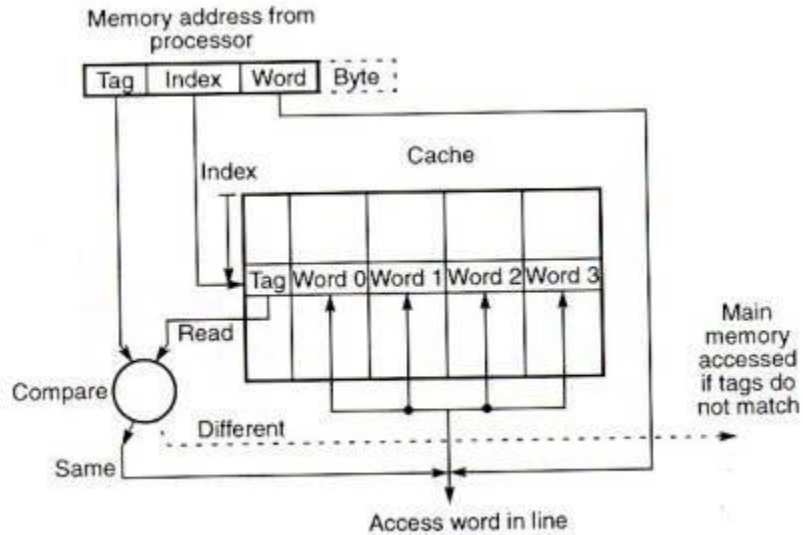 Memory address from
processor
Tag Index Word Byte
Cache
Index
Tag Word 0 Word 1 Word 2 Word 3
Read
Main
memory
accessed
if tags do
not match
Compare
Different
Same
Access word in line